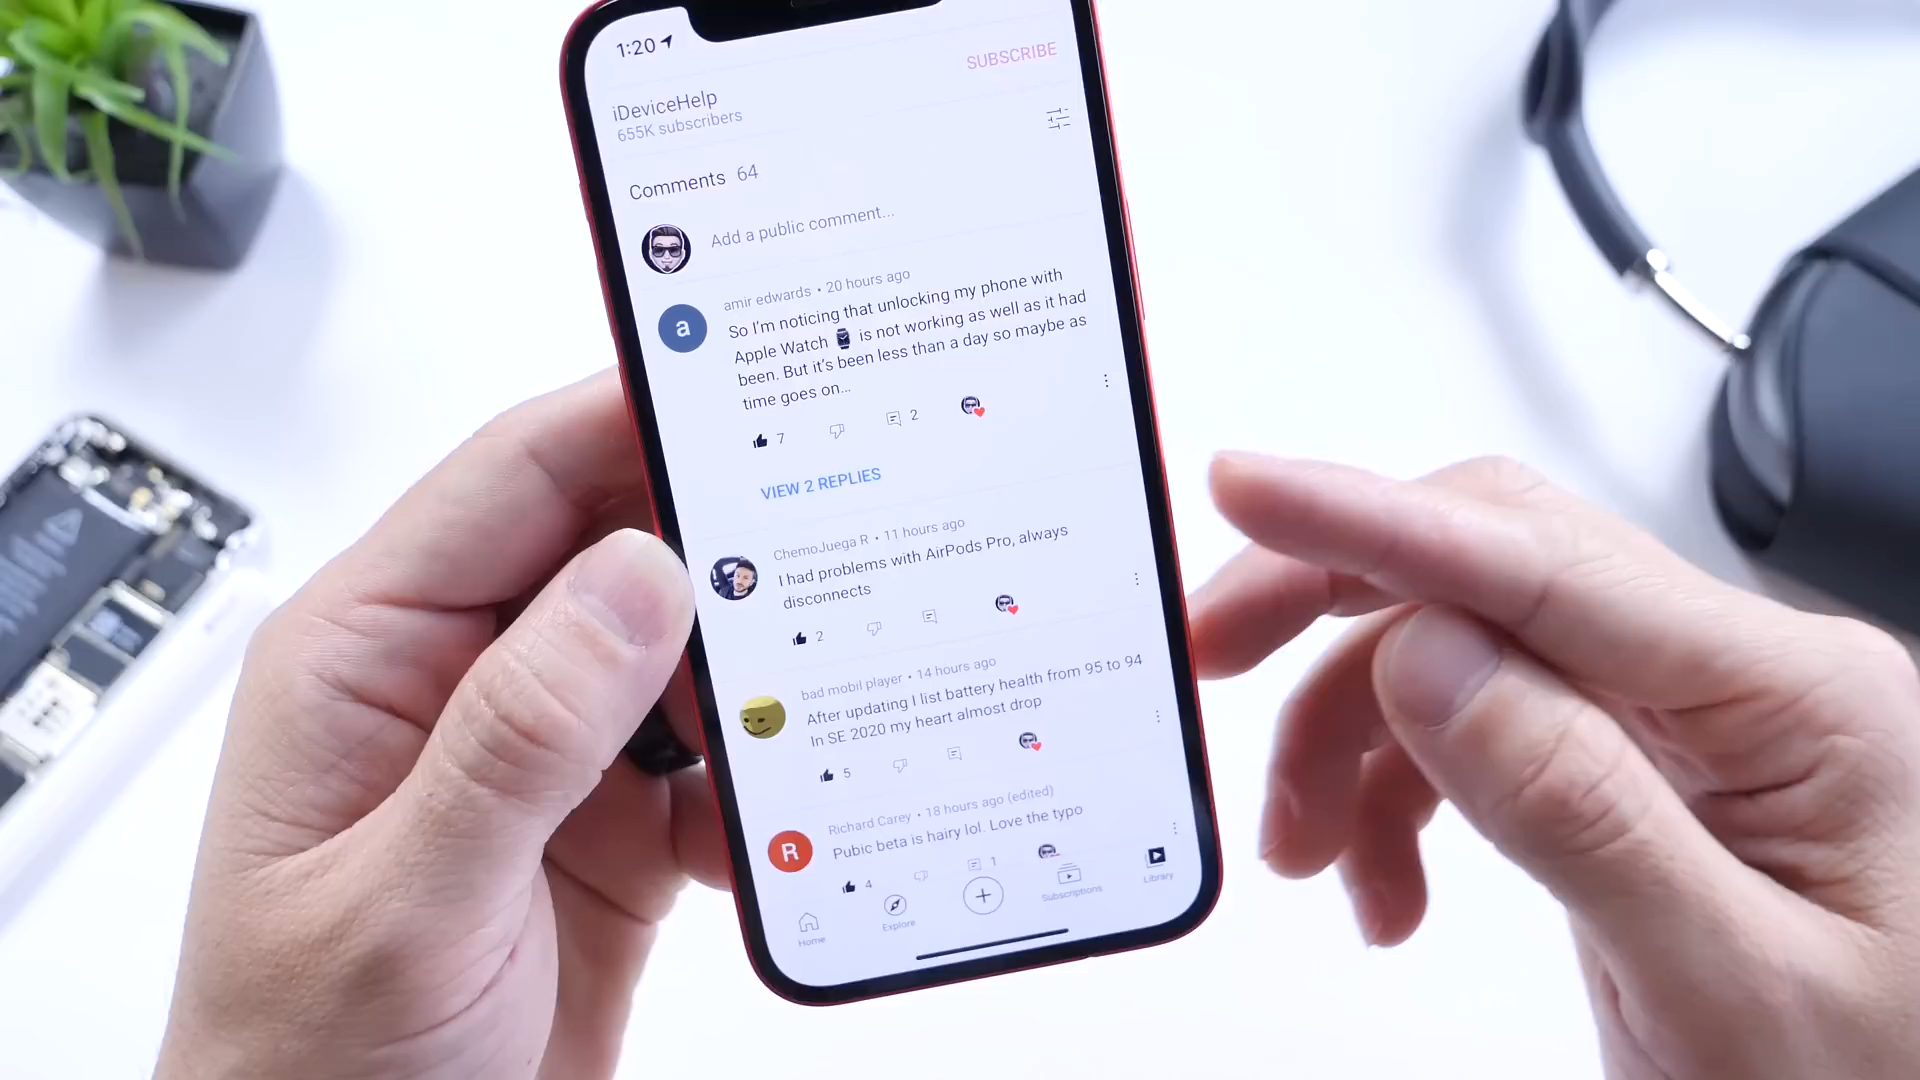 1:20
SUBSCRIBE
iDeviceHelp
655K subscribers
Comments 64
Add a public comment...
amir edwards • 20 hours ago
a
So I'm noticing that unlocking my phone with
Apple Watch ⌚ is not working as well as it had
been. But it's been less than a day so maybe as
time goes on...
7
2
VIEW 2 REPLIES
ChemoJuega R • 11 hours ago
I had problems with AirPods Pro, always
disconnects
2
bad mobil player • 14 hours ago
After updating I list battery health from 95 to 94
In SE 2020 my heart almost drop
5
Richard Carey • 18 hours ago (edited)
R
Pubic beta is hairy lol. Love the typo
4
1
Home
Explore
Subscriptions
Library